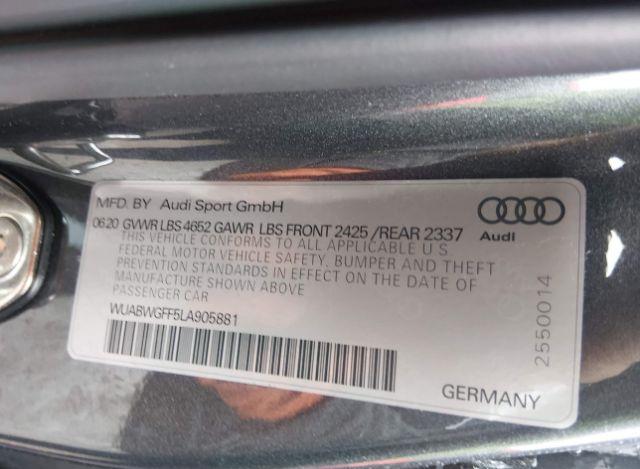 MFD. BY Audi Sport GmbH
0620 GVWR LBS 4652 GAWR LBS FRONT 2425 /REAR 2337
THIS VEHICLE CONFORMS TO ALL APPLICABLE U S
FEDERAL MOTOR VEHICLE SAFETY, BUMPER AND THEFT
PREVENTION STANDARDS IN EFFECT ON THE DATE OF
MANUFACTURE SHOWN ABOVE
PASSENGER CAR
WUABWGFF5LA905881
Audi
2550014
GERMANY